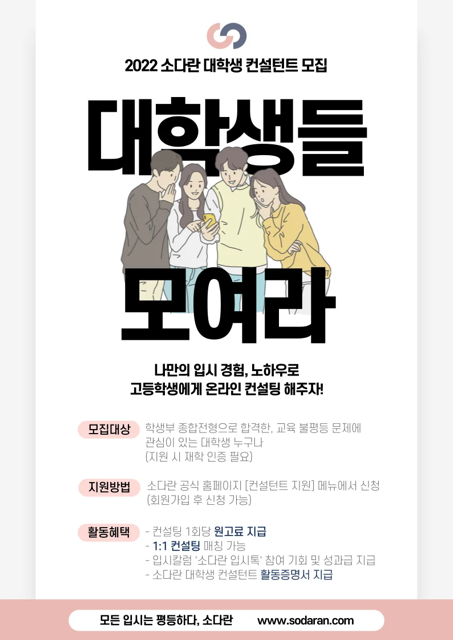 2022 소다란 대학생 컨설턴트 모집
대학생들
모여라
나만의 입시 경험, 노하우로
고등학생에게 온라인 컨설팅 해주자!
모집대상 학생부 종합전형으로 합격한, 교육 불평등 문제에
관심이 있는 대학생 누구나
(지원 시 재학 인증 필요)
지원방법 소다란 공식 홈페이지 [컨설턴트 지원] 메뉴에서 신청
(회원가입 후 신청 가능)
활동혜택 - 컨설팅 1회당 원고료 지급
- 1:1 컨설팅 매칭 가능
- 입시칼럼 '소다란 입시톡' 참여 기회 및 성과급 지급
- 소다란 대학생 컨설턴트 활동증명서 지급
모든 입시는 평등하다, 소다란 www.sodaran.com